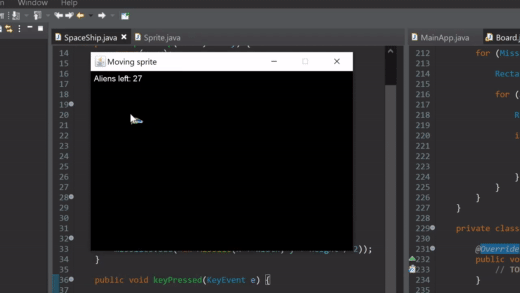 Window Help
SpaceShip.java
Sprite.java
MainApp.java
Board.j
Moving sprite
Aliens left: 27
14
15
16
17
18
19
20
21
22
23
24
25
26
27
28
29
30
31
32
33
34
35
36 public void keyPressed(KeyEvent e) {
37
}
212 for (Miss
213
214 Recta
215
216 for (
217
218 R
219
220 i
221
222
223
224 }
225 }
226 }
227 }
228
229 private class
230
231 @Override
232 public vo
233 // TO
234 }